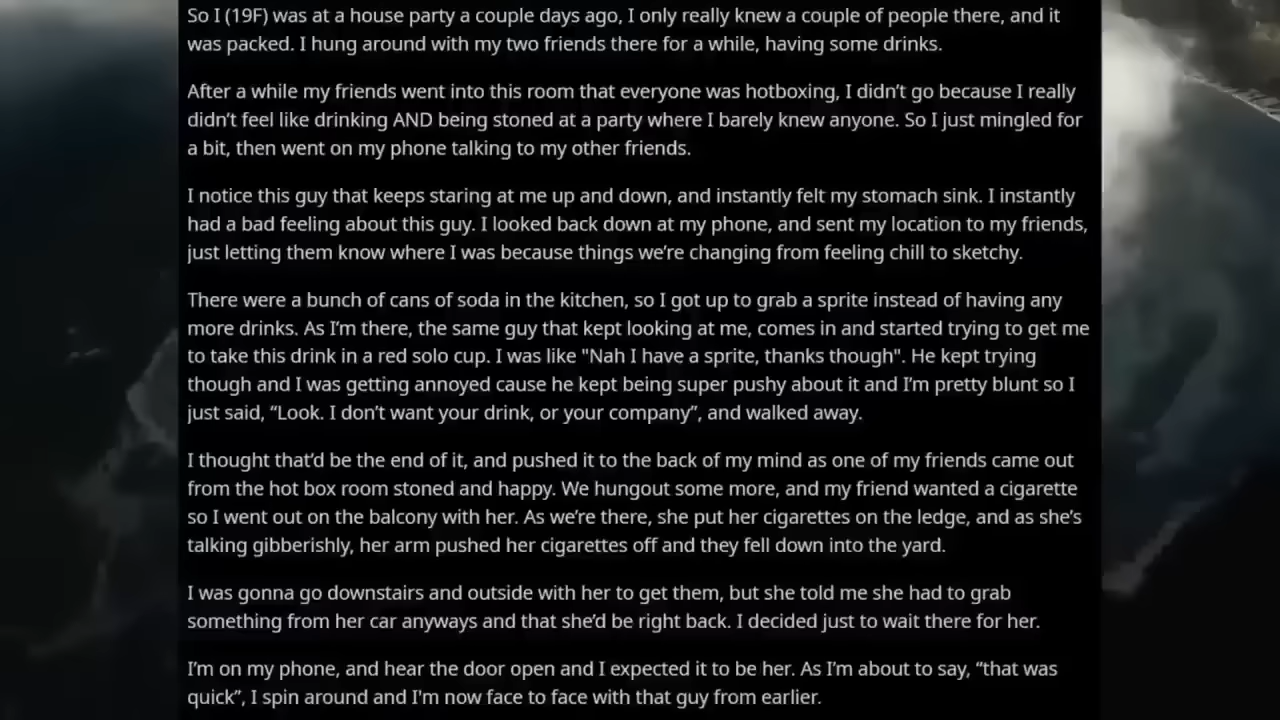 So I (19F) was at a house party a couple days ago, I only really knew a couple of people there, and it
was packed. I hung around with my two friends there for a while, having some drinks.
After a while my friends went into this room that everyone was hotboxing, I didn’t go because I really
didn’t feel like drinking AND being stoned at a party where I barely knew anyone. So I just mingled for
a bit, then went on my phone talking to my other friends.
I notice this guy that keeps staring at me up and down, and instantly felt my stomach sink. I instantly
had a bad feeling about this guy. I looked back down at my phone, and sent my location to my friends,
just letting them know where I was because things we’re changing from feeling chill to sketchy.
There were a bunch of cans of soda in the kitchen, so I got up to grab a sprite instead of having any
more drinks. As I’m there, the same guy that kept looking at me, comes in and started trying to get me
to take this drink in a red solo cup. I was like "Nah I have a sprite, thanks though". He kept trying
though and I was getting annoyed cause he kept being super pushy about it and I’m pretty blunt so I
just said, “Look. I don’t want your drink, or your company”, and walked away.
I thought that’d be the end of it, and pushed it to the back of my mind as one of my friends came out
from the hot box room stoned and happy. We hungout some more, and my friend wanted a cigarette
so I went out on the balcony with her. As we’re there, she put her cigarettes on the ledge, and as she’s
talking gibberishly, her arm pushed her cigarettes off and they fell down into the yard.
I was gonna go downstairs and outside with her to get them, but she told me she had to grab
something from her car anyways and that she’d be right back. I decided just to wait there for her.
I’m on my phone, and hear the door open and I expected it to be her. As I’m about to say, “that was
quick”, I spin around and I'm now face to face with that guy from earlier.